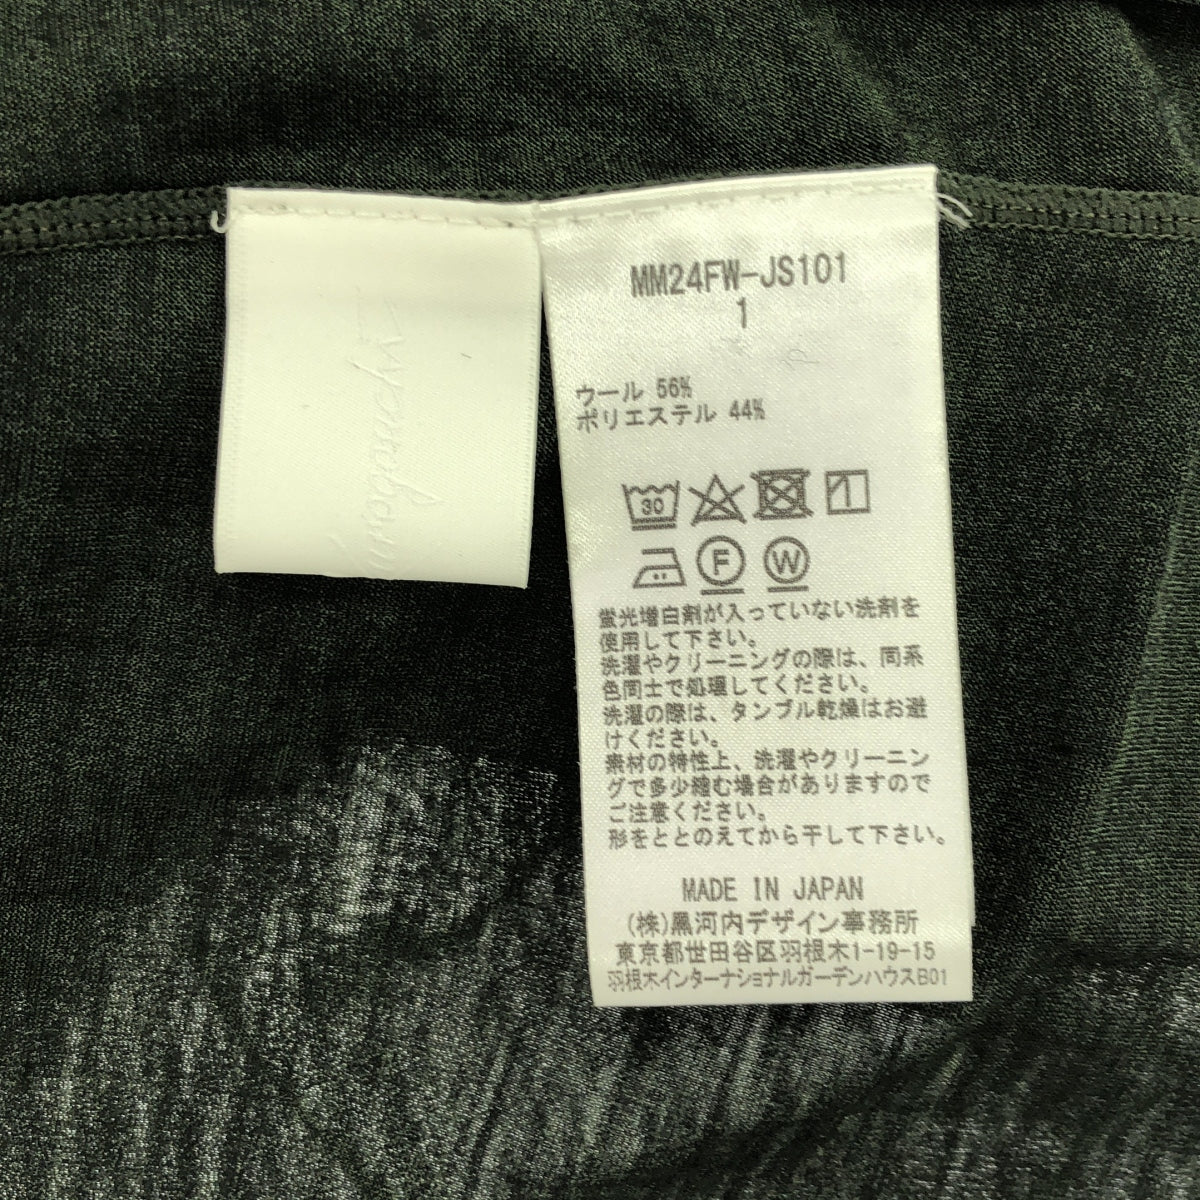 Kurogouchi
MM24FW-JS101
1
ウール 56%
ポリエステル 44%
30
F W
蛍光増白剤が入っていない洗剤を
使用して下さい。
洗濯やクリーニングの際は、同系
色同士で処理してください。
洗濯の際は、タンブル乾燥はお避
けください。
素材の特性上、洗濯やクリーニン
グで多少縮む場合がありますので
ご注意ください。
形をととのえてから干して下さい。
MADE IN JAPAN
(株)黒河内デザイン事務所
東京都世田谷区羽根木1-19-15
羽根木インターナショナルガーデンハウスB01